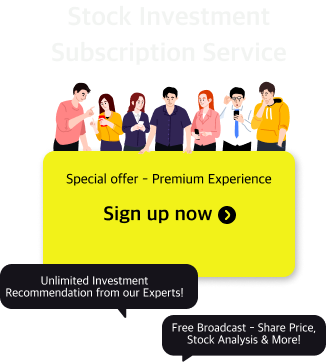 Stock Investment
Subscription Service
Special offer - Premium Experience
Sign up now
Unlimited Investment
Recommendation from our Experts!
Free Broadcast - Share Price,
Stock Analysis & More!